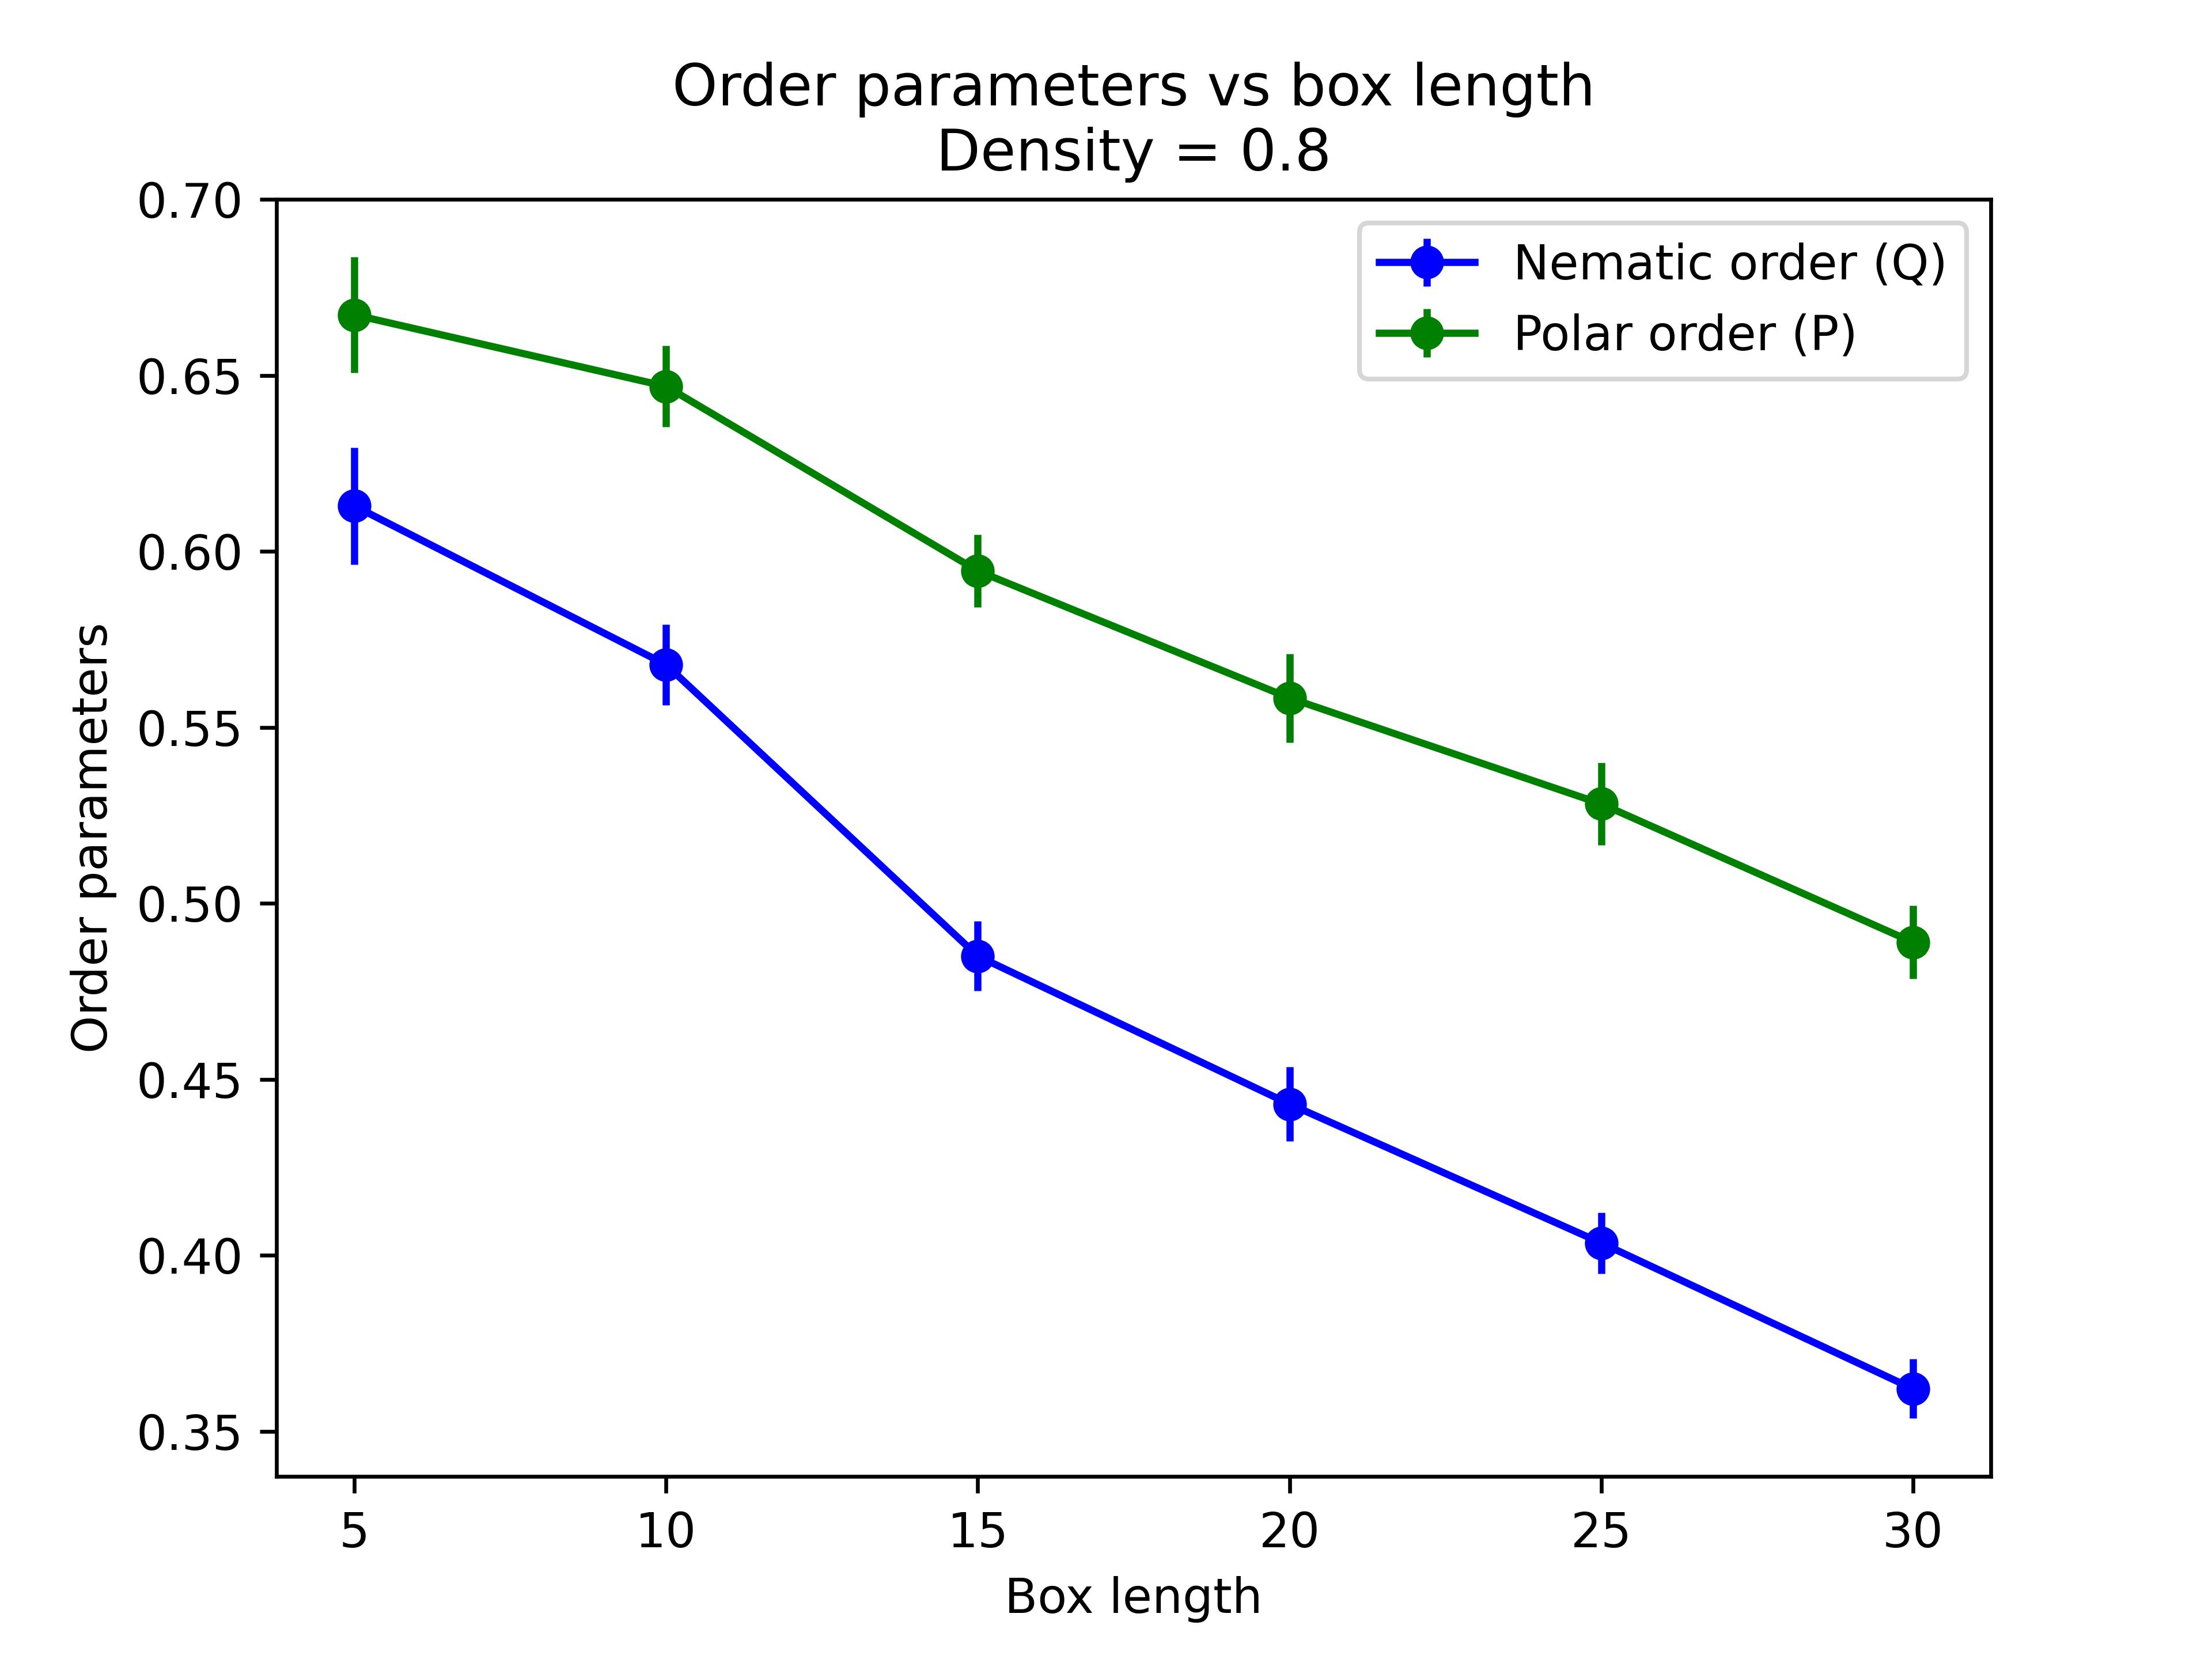 Order parameters vs box length
Density = 0.8
0.70
0.65
0.60
0.55
0.50
0.45
0.40
0.35
Order parameters
Nematic order (Q)
Polar order (P)
5 10 15 20 25 30
Box length